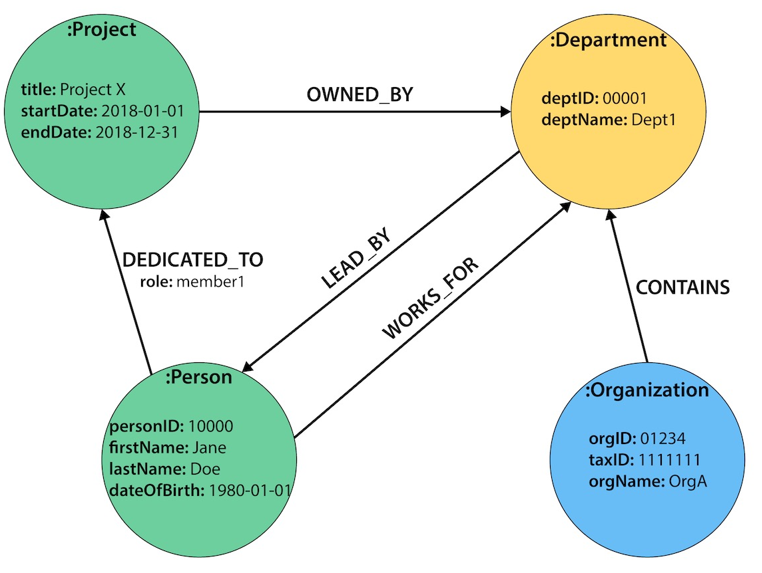 :Project
title: Project X
startDate: 2018-01-01
endDate: 2018-12-31
OWNED_BY
:Department
deptID: 00001
deptName: Dept1
DEDICATED_TO
role: member1
LEAD_BY
WORKS_FOR
CONTAINS
:Person
personID: 10000
firstName: Jane
lastName: Doe
dateOfBirth: 1980-01-01
:Organization
orgID: 01234
taxID: 1111111
orgName: OrgA